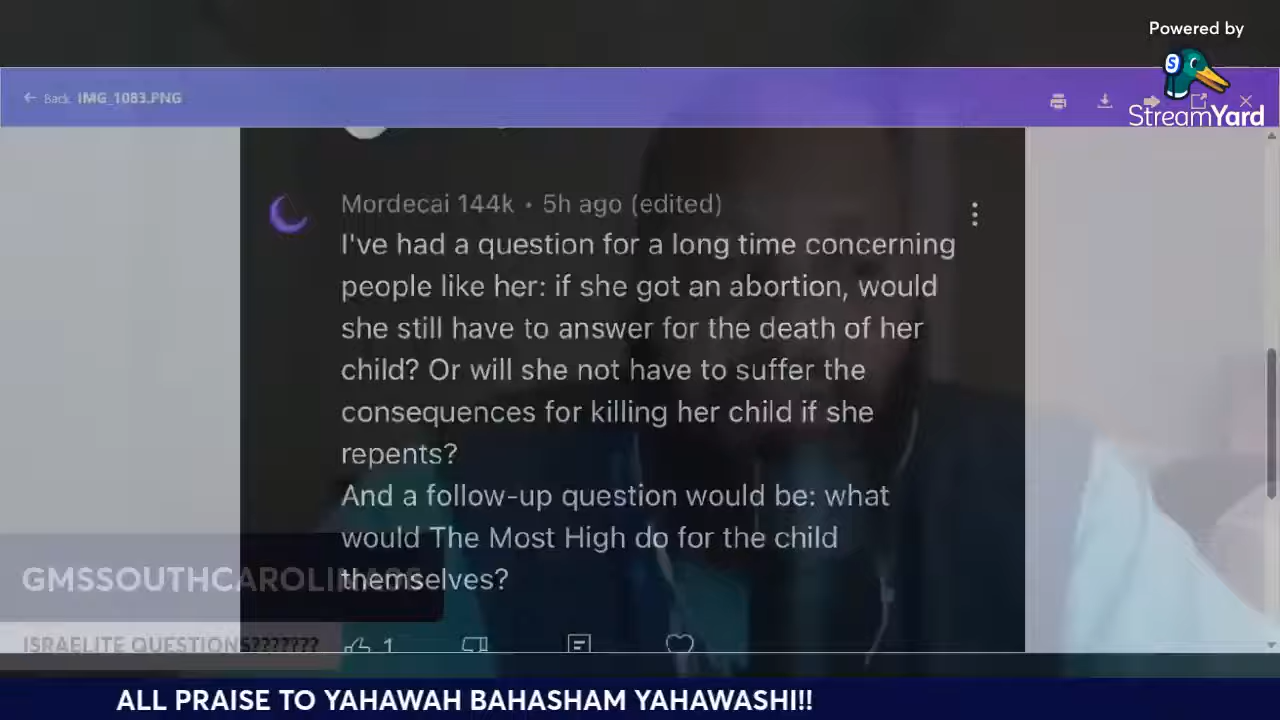 Powered by
StreamYard
← Back IMG_1083.PNG
Mordecai 144k • 5h ago (edited)
I've had a question for a long time concerning
people like her: if she got an abortion, would
she still have to answer for the death of her
child? Or will she not have to suffer the
consequences for killing her child if she
repents?
And a follow-up question would be: what
would The Most High do for the child
themselves?
1
ISRAELITE QUESTIONS???????
ALL PRAISE TO YAHAWAH BAHASHAM YAHAWASHI!!